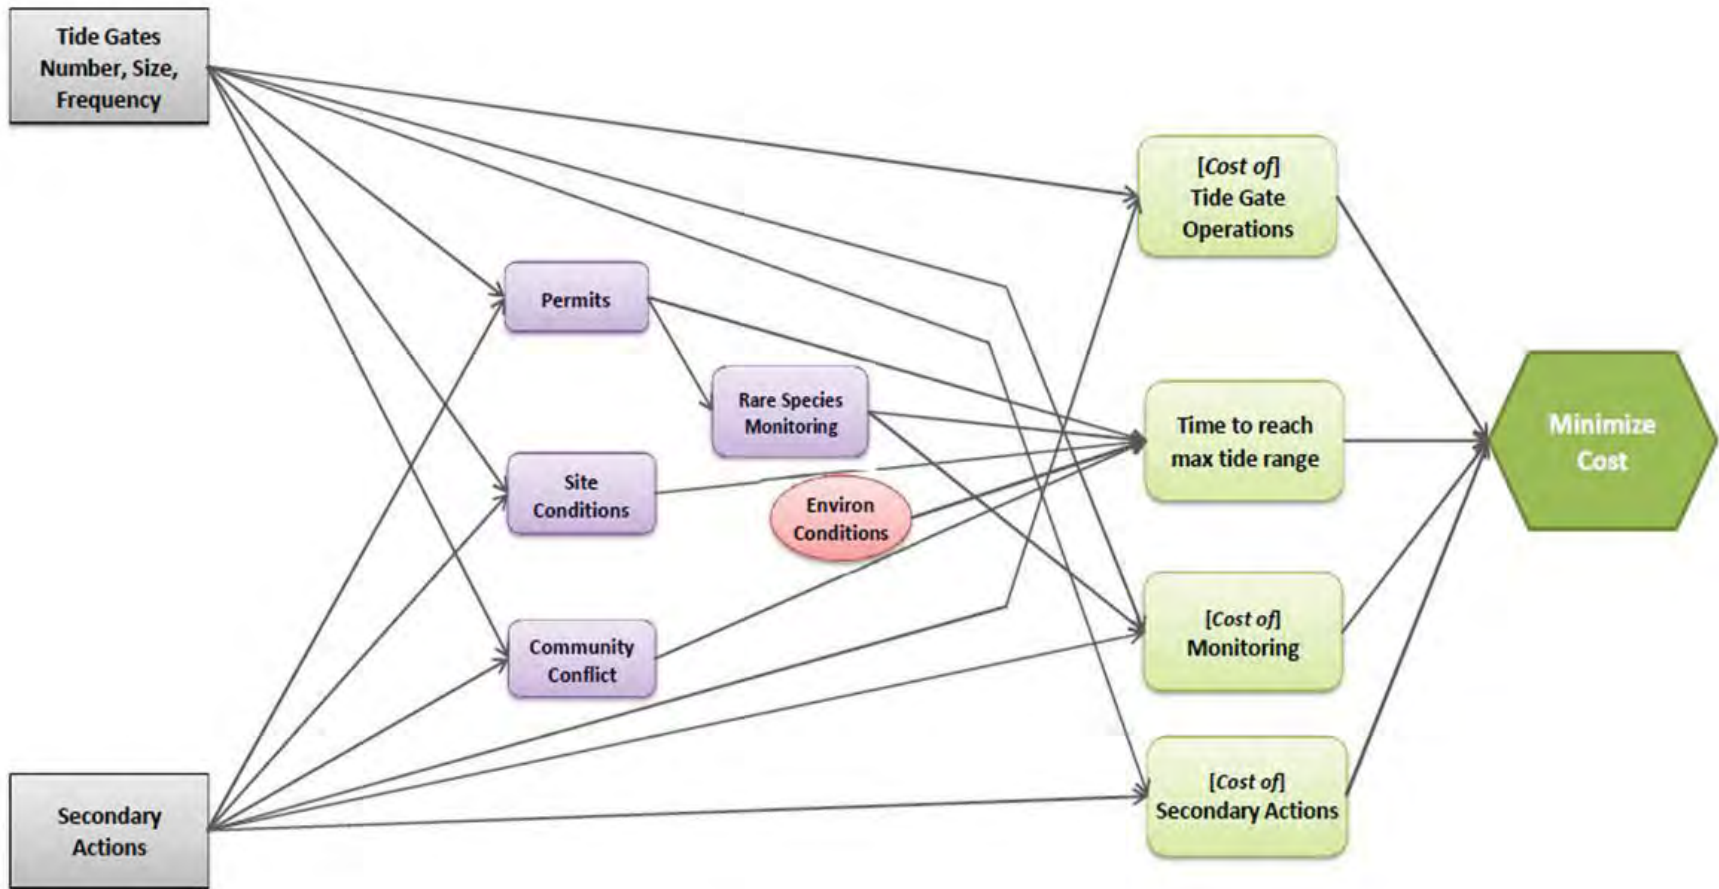 Tide Gates
Number, Size,
Frequency
[Cost of]
Tide Gate
Operations
Permits
Rare Species
Monitoring
Time to reach
max tide range
Minimize
Cost
Site
Conditions
Environ
Conditions
Community
Conflict
[Cost of]
Monitoring
[Cost of]
Secondary Actions
Secondary
Actions